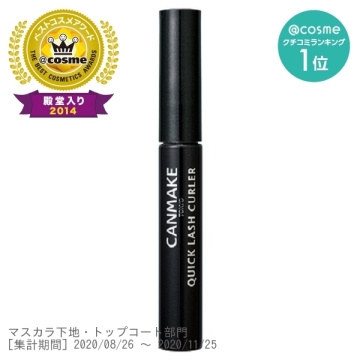 ベストコスメアワード
@cosme
THE BEST COSMETICS AWARDS
殿堂入り
2014
@cosme
クチコミランキング
1位
CANMAKE
TOKYO
QUICK LASH CURLER
マスカラ下地・トップコート部門
[集計期間] 2020/08/26 ～ 2020/11/25